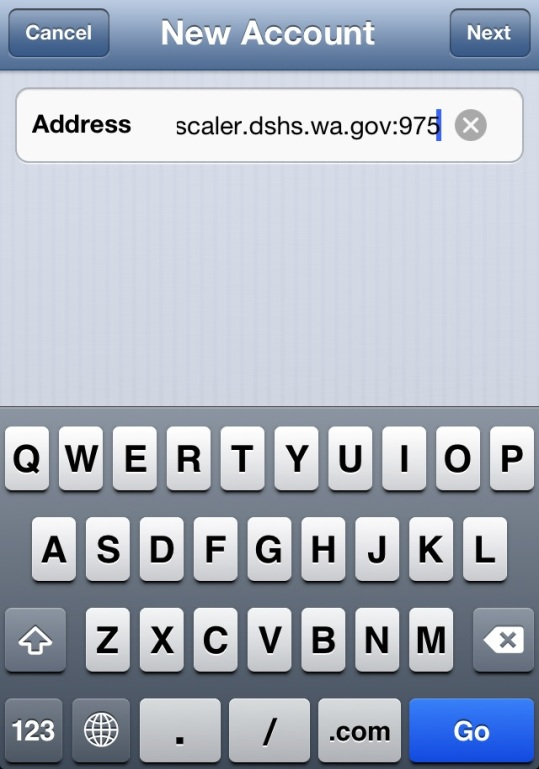 Cancel New Account Next
Address scaler.dshs.wa.gov:975
Q W E R T Y U I O P
A S D F G H J K L
Z X C V B N M
123 . / .com Go